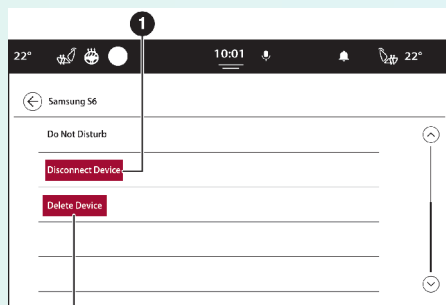 1
22° 10:01 22°
Samsung S6
Do Not Disturb
Disconnect Device
Delete Device